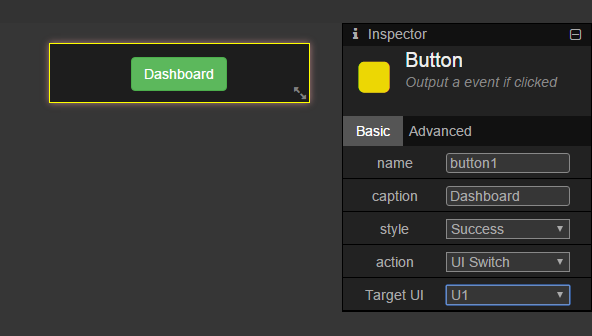 Dashboard
Inspector
Button
Output a event if clicked
Basic Advanced
name button1
caption Dashboard
style Success
action UI Switch
Target UI U1